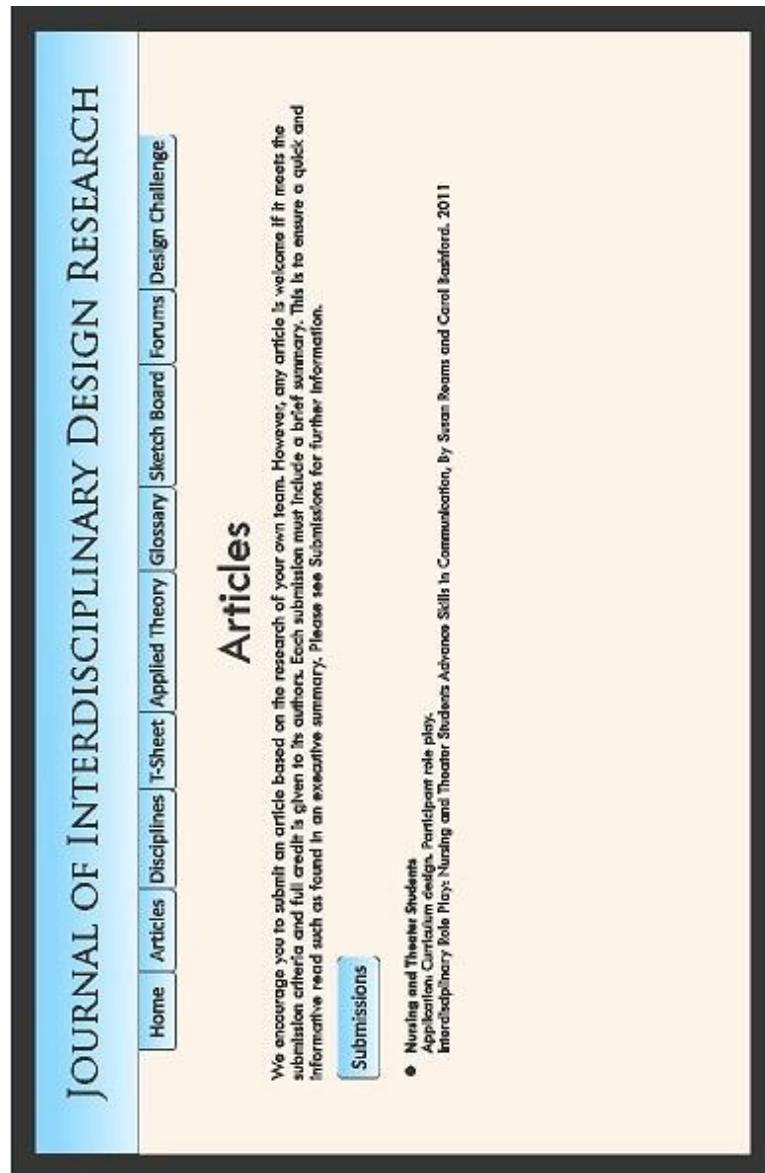 JOURNAL OF INTERDISCIPLINARY DESIGN RESEARCH
Home Articles Disciplines T-Sheet Applied Theory Glossary Sketch Board Forums Design Challenge
Articles
We encourage you to submit an article based on the research of your own team. However, any article is welcome if it meets the
submission criteria and full credit is given to its authors. Each submission must include a brief summary. This is to ensure a quick and
informative read such as found in an executive summary. Please see Submissions for further information.
Submissions
● Nursing and Theater Students
Application: Curriculum design. Participant role play.
Interdisciplinary Role Play: Nursing and Theater Students Advance Skills in Communication, By Susan Reams and Carol Bashford. 2011